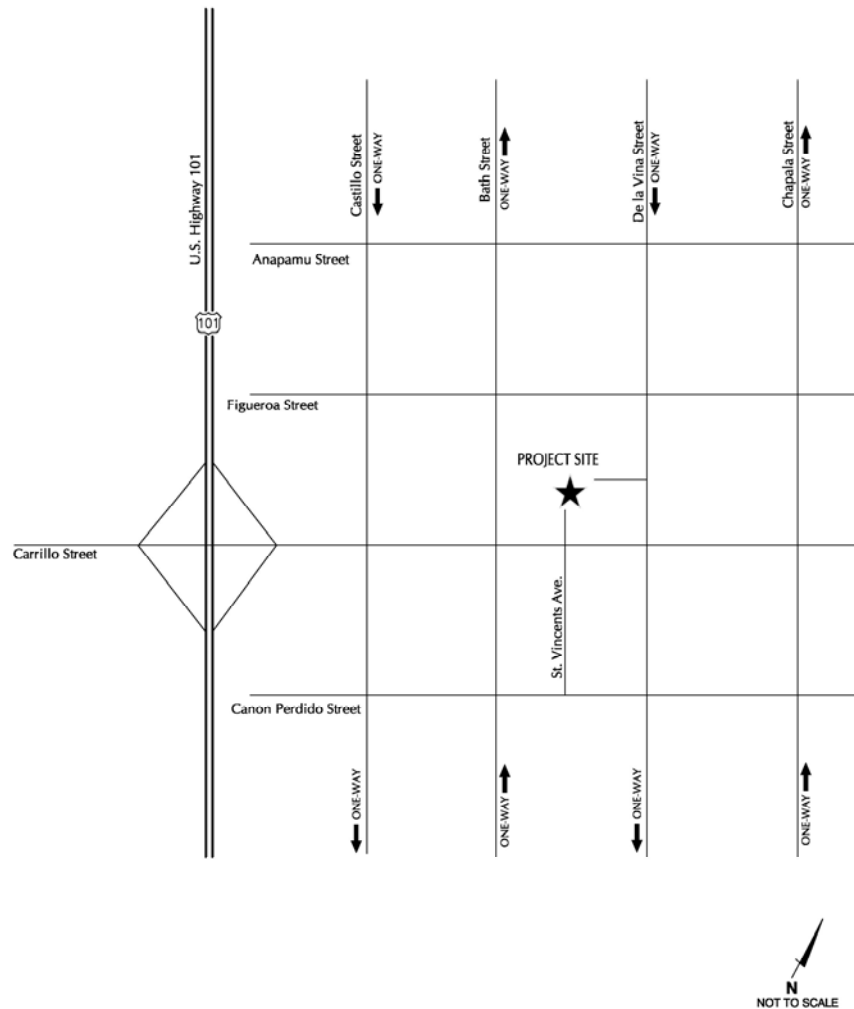 U.S. Highway 101
Castillo Street
ONE-WAY
Bath Street
ONE-WAY
De la Vina Street
ONE-WAY
Chapala Street
ONE-WAY
Anapamu Street
101
Figueroa Street
PROJECT SITE
Carrillo Street
St. Vincents Ave.
Canon Perdido Street
ONE-WAY
ONE-WAY
ONE-WAY
ONE-WAY
N
NOT TO SCALE